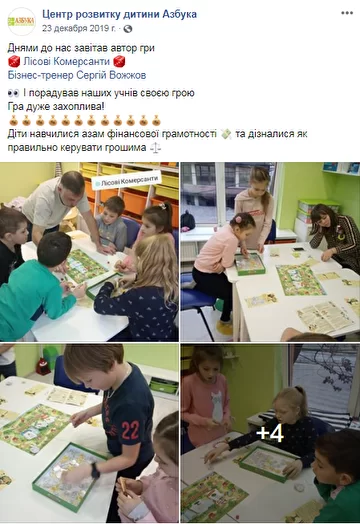 АЗБУКА
Центр розвитку дитини Азбука
23 декабря 2019 г. ·
Днями до нас завітав автор гри
Лісові Комерсанти
Бізнес-тренер Сергій Вожков
І порадував наших учнів своєю грою
Гра дуже захоплива!
Діти навчилися азам фінансової грамотності та дізналися як
правильно керувати грошима
Лісові Комерсанти
22
+4